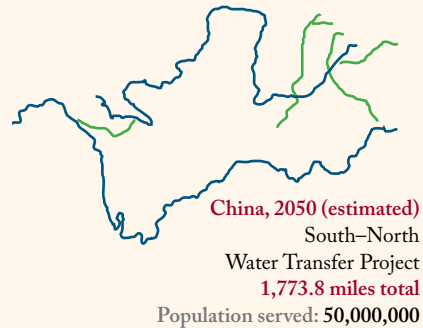 China, 2050 (estimated)
South–North
Water Transfer Project
1,773.8 miles total
Population served: 50,000,000